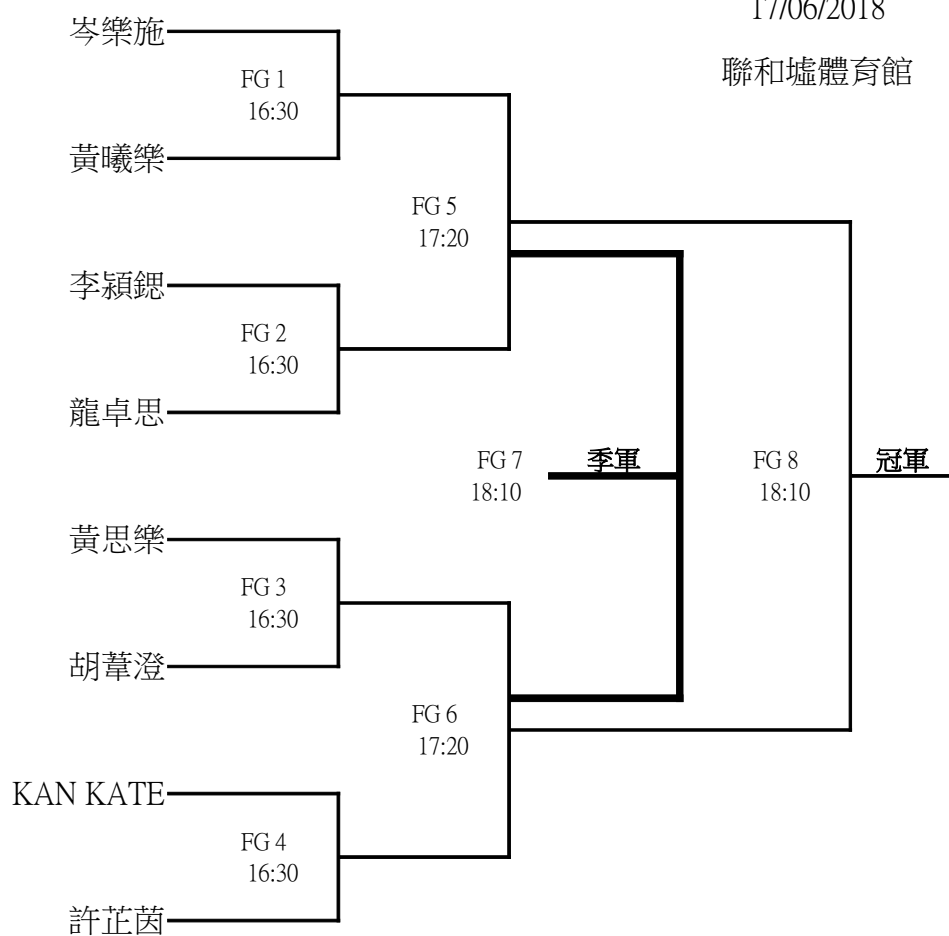 17/06/2018
聯和墟體育館
岑樂施
FG 1
16:30
黃曦樂
FG 5
17:20
李穎鍶
FG 2
16:30
龍卓思
FG 7
18:10
季軍
FG 8
18:10
冠軍
黃思樂
FG 3
16:30
胡葦澄
FG 6
17:20
KAN KATE
FG 4
16:30
許芷茵